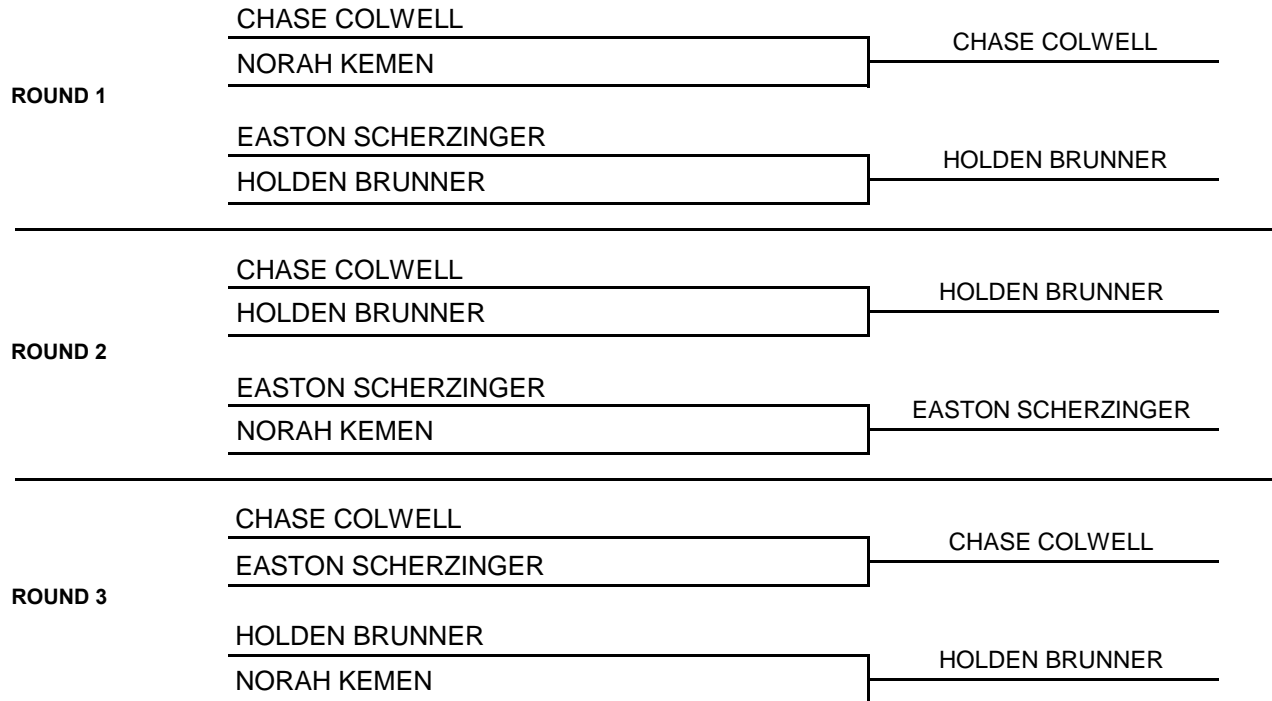 CHASE COLWELL
CHASE COLWELL
NORAH KEMEN
ROUND 1
EASTON SCHERZINGER
HOLDEN BRUNNER
HOLDEN BRUNNER
CHASE COLWELL
HOLDEN BRUNNER
HOLDEN BRUNNER
ROUND 2
EASTON SCHERZINGER
EASTON SCHERZINGER
NORAH KEMEN
CHASE COLWELL
CHASE COLWELL
EASTON SCHERZINGER
ROUND 3
HOLDEN BRUNNER
HOLDEN BRUNNER
NORAH KEMEN